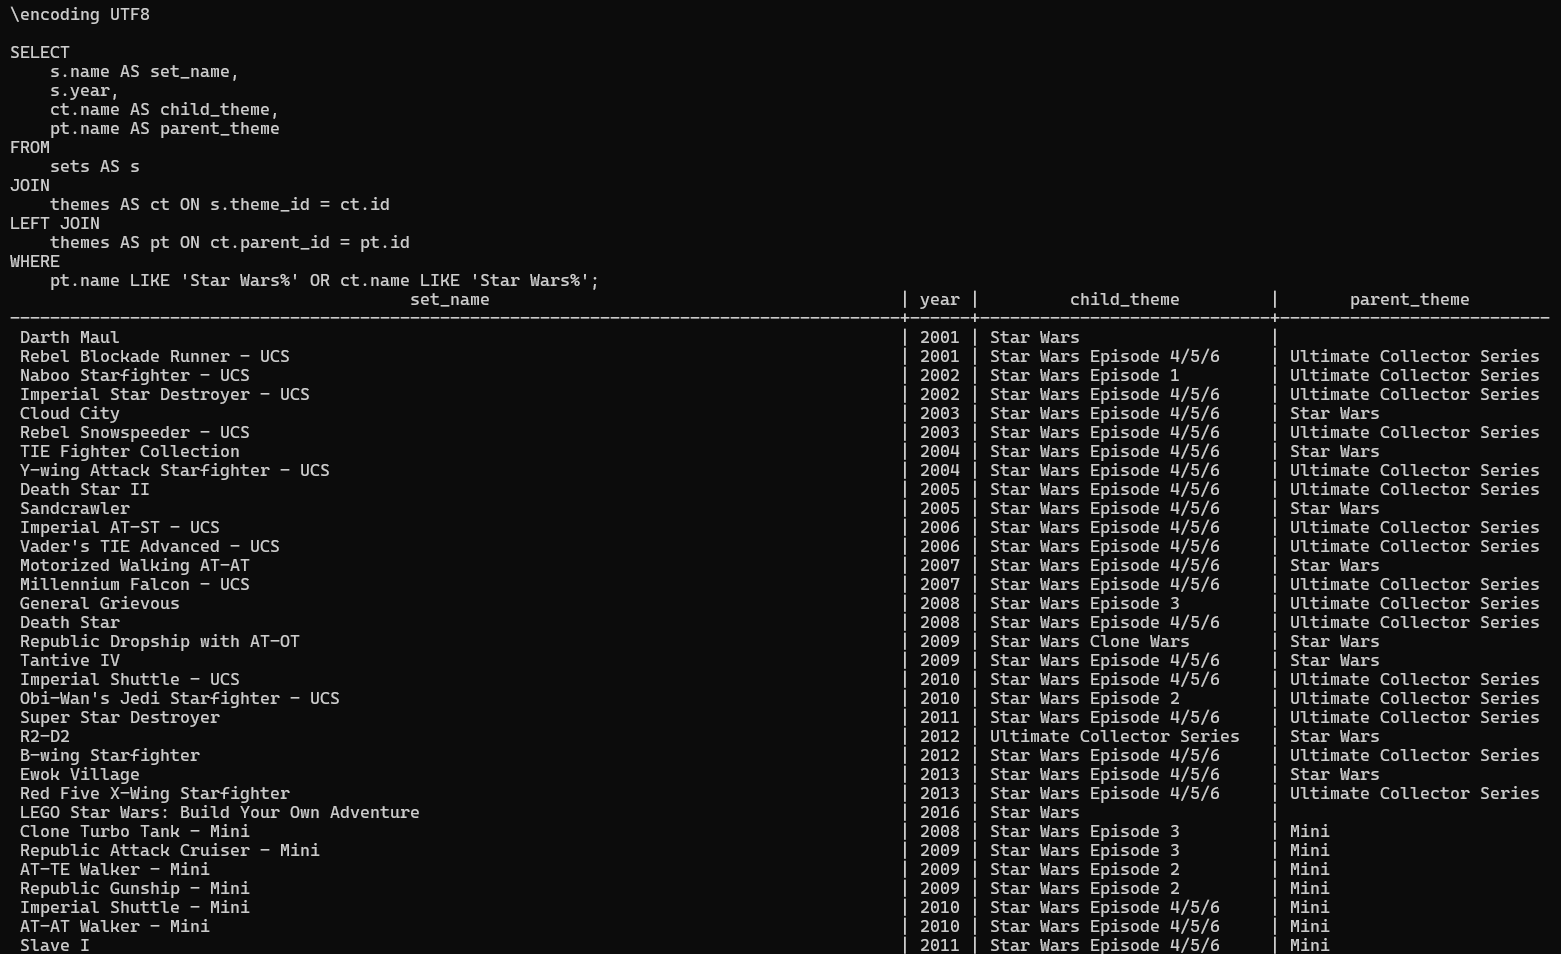 \encoding UTF8
SELECT
    s.name AS set_name,
    s.year,
    ct.name AS child_theme,
    pt.name AS parent_theme
FROM
    sets AS s
JOIN
    themes AS ct ON s.theme_id = ct.id
LEFT JOIN
    themes AS pt ON ct.parent_id = pt.id
WHERE
    pt.name LIKE 'Star Wars%' OR ct.name LIKE 'Star Wars%';
set_name | year | child_theme | parent_theme
Darth Maul | 2001 | Star Wars |
Rebel Blockade Runner - UCS | 2001 | Star Wars Episode 4/5/6 | Ultimate Collector Series
Naboo Starfighter - UCS | 2002 | Star Wars Episode 1 | Ultimate Collector Series
Imperial Star Destroyer - UCS | 2002 | Star Wars Episode 4/5/6 | Ultimate Collector Series
Cloud City | 2003 | Star Wars Episode 4/5/6 | Star Wars
Rebel Snowspeeder - UCS | 2003 | Star Wars Episode 4/5/6 | Ultimate Collector Series
TIE Fighter Collection | 2004 | Star Wars Episode 4/5/6 | Star Wars
Y-wing Attack Starfighter - UCS | 2004 | Star Wars Episode 4/5/6 | Ultimate Collector Series
Death Star II | 2005 | Star Wars Episode 4/5/6 | Ultimate Collector Series
Sandcrawler | 2005 | Star Wars Episode 4/5/6 | Star Wars
Imperial AT-ST - UCS | 2006 | Star Wars Episode 4/5/6 | Ultimate Collector Series
Vader's TIE Advanced - UCS | 2006 | Star Wars Episode 4/5/6 | Ultimate Collector Series
Motorized Walking AT-AT | 2007 | Star Wars Episode 4/5/6 | Star Wars
Millennium Falcon - UCS | 2007 | Star Wars Episode 4/5/6 | Ultimate Collector Series
General Grievous | 2008 | Star Wars Episode 3 | Ultimate Collector Series
Death Star | 2008 | Star Wars Episode 4/5/6 | Ultimate Collector Series
Republic Dropship with AT-OT | 2009 | Star Wars Clone Wars | Star Wars
Tantive IV | 2009 | Star Wars Episode 4/5/6 | Star Wars
Imperial Shuttle - UCS | 2010 | Star Wars Episode 4/5/6 | Ultimate Collector Series
Obi-Wan's Jedi Starfighter - UCS | 2010 | Star Wars Episode 2 | Ultimate Collector Series
Super Star Destroyer | 2011 | Star Wars Episode 4/5/6 | Ultimate Collector Series
R2-D2 | 2012 | Ultimate Collector Series | Star Wars
B-wing Starfighter | 2012 | Star Wars Episode 4/5/6 | Ultimate Collector Series
Ewok Village | 2013 | Star Wars Episode 4/5/6 | Star Wars
Red Five X-Wing Starfighter | 2013 | Star Wars Episode 4/5/6 | Ultimate Collector Series
LEGO Star Wars: Build Your Own Adventure | 2016 | Star Wars |
Clone Turbo Tank - Mini | 2008 | Star Wars Episode 3 | Mini
Republic Attack Cruiser - Mini | 2009 | Star Wars Episode 3 | Mini
AT-TE Walker - Mini | 2009 | Star Wars Episode 2 | Mini
Republic Gunship - Mini | 2009 | Star Wars Episode 2 | Mini
Imperial Shuttle - Mini | 2010 | Star Wars Episode 4/5/6 | Mini
AT-AT Walker - Mini | 2010 | Star Wars Episode 4/5/6 | Mini
Slave I | 2011 | Star Wars Episode 4/5/6 | Mini